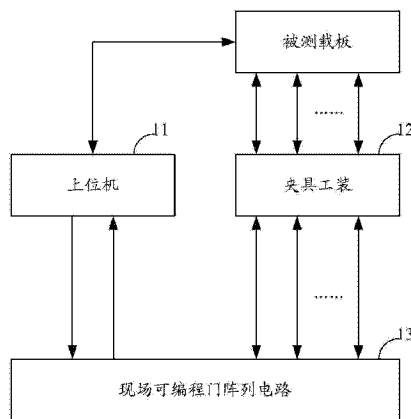 被测载板
……
11
12
上位机
夹具工装
……
13
现场可编程门阵列电路